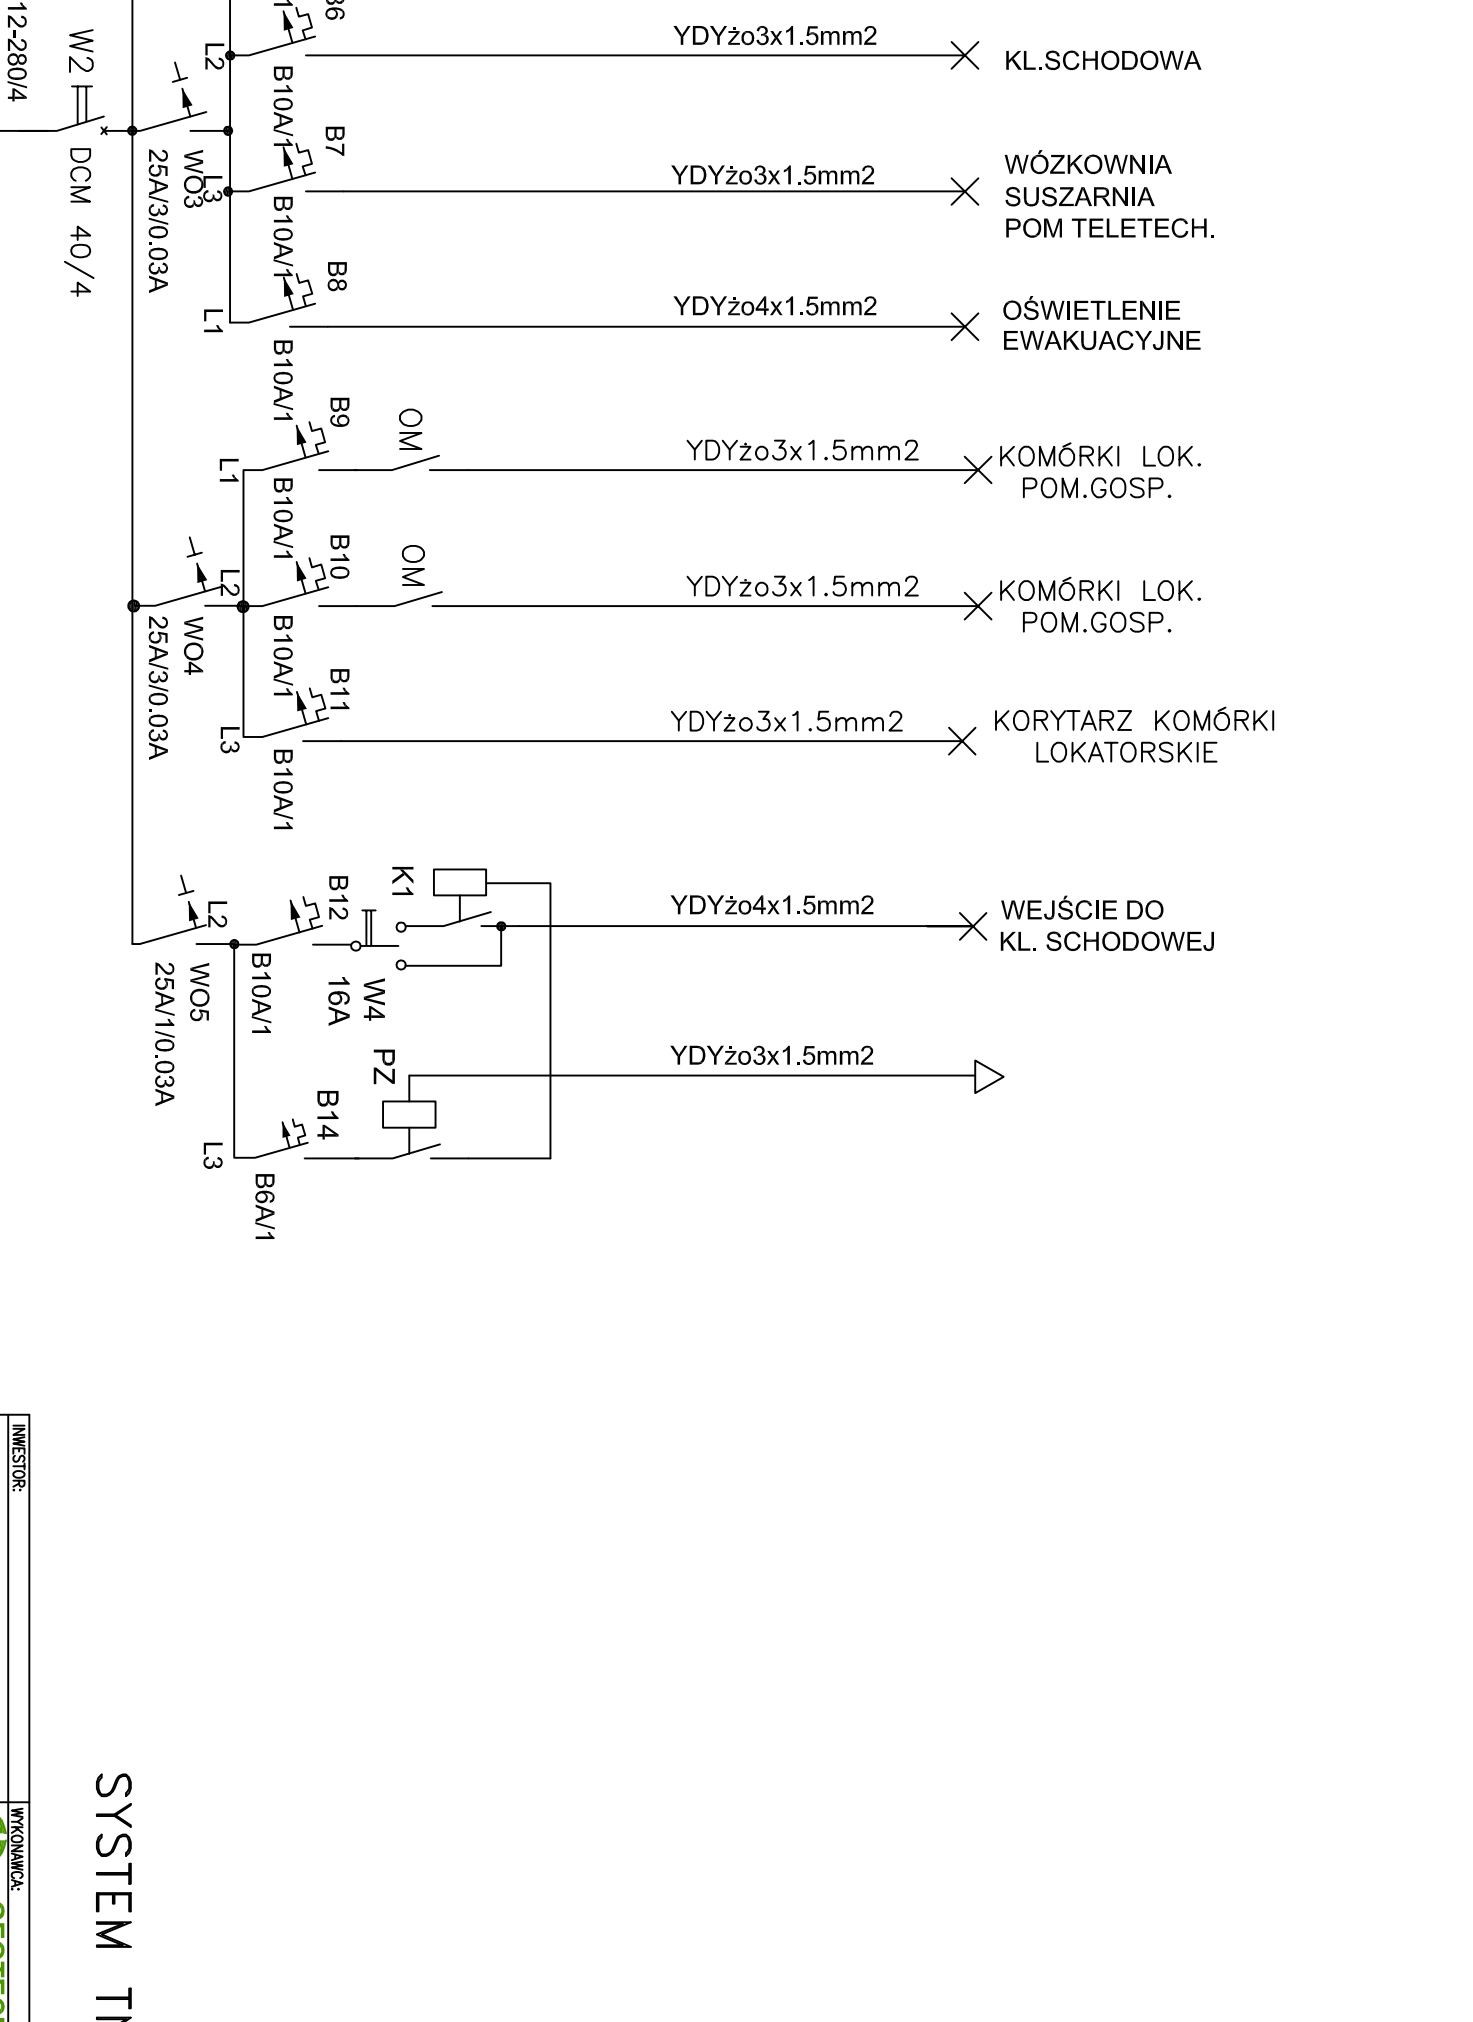 12-280/4
W2
DCM 40/4
WO3
25A/3/0.03A
L2
B10A/1
YDYżo3x1.5mm2
KL.SCHODOWA
B7
L3
B10A/1
YDYżo3x1.5mm2
WÓZKOWNIA
SUSZARNIA
POM TELETECH.
B8
L1
B10A/1
YDYżo4x1.5mm2
OŚWIETLENIE
EWAKUACYJNE
B9
OM
L1
B10A/1
YDYżo3x1.5mm2
KOMÓRKI LOK.
POM.GOSP.
WO4
25A/3/0.03A
B10
OM
L2
B10A/1
YDYżo3x1.5mm2
KOMÓRKI LOK.
POM.GOSP.
B11
L3
B10A/1
YDYżo3x1.5mm2
KORYTARZ KOMÓRKI
LOKATORSKIE
WO5
25A/1/0.03A
L2
B12
B10A/1
K1
W4
16A
YDYżo4x1.5mm2
WEJŚCIE DO
KL. SCHODOWEJ
PZ
YDYżo3x1.5mm2
B14
L3
B6A/1
INWESTOR:
WYKONAWCA:
SYSTEM